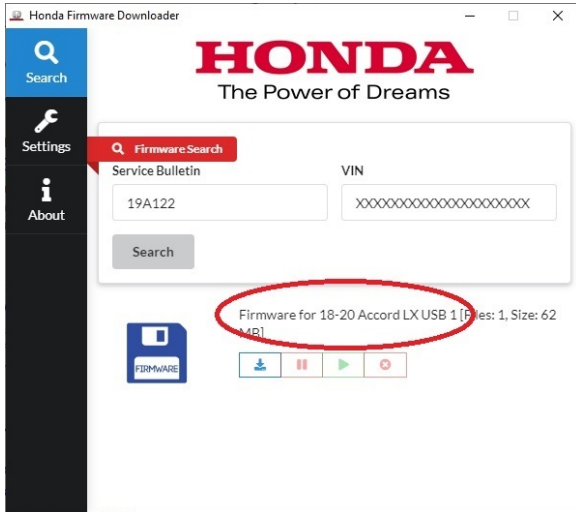 Honda Firmware Downloader
HONDA
The Power of Dreams
Search
Settings
About
Firmware Search
Service Bulletin
VIN
19A122
XXXXXXXXXXXXXXXXXXXX
Search
Firmware for 18-20 Accord LX USB 1 [Files: 1, Size: 62
MB]
FIRMWARE